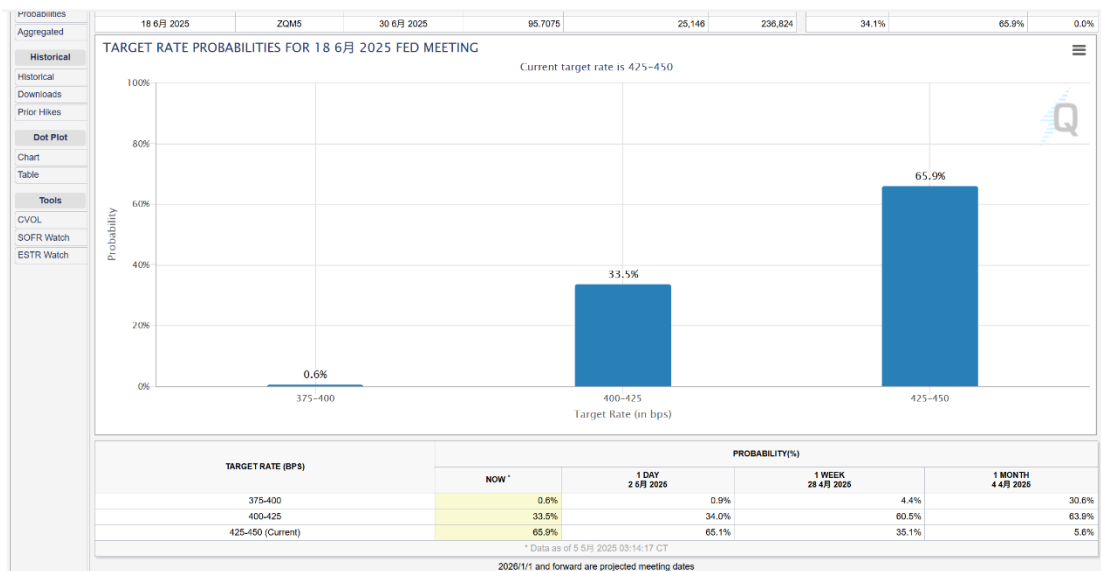 Probabilities
Aggregated
Historical
Historical
Downloads
Prior Hikes
Dot Plot
Chart
Table
Tools
CVOL
SOFR Watch
ESTR Watch
18 6月 2025 ZQM5 30 6月 2025 95.7075 25,146 236,824 34.1% 65.9% 0.0%
TARGET RATE PROBABILITIES FOR 18 6月 2025 FED MEETING
Current target rate is 425-450
Q
100%
80%
60%
40%
20%
0%
Probability
0.6%
33.5%
65.9%
375-400 400-425 425-450
Target Rate (in bps)
TARGET RATE (BPS) PROBABILITY(%)
NOW * 1 DAY 1 WEEK 1 MONTH
2 5月 2025 28 4月 2025 4 4月 2025
375-400 0.6% 0.9% 4.4% 30.6%
400-425 33.5% 34.0% 60.5% 63.9%
425-450 (Current) 65.9% 65.1% 35.1% 5.6%
* Data as of 5 5月 2025 03:14:17 CT
2026/1/1 and forward are projected meeting dates